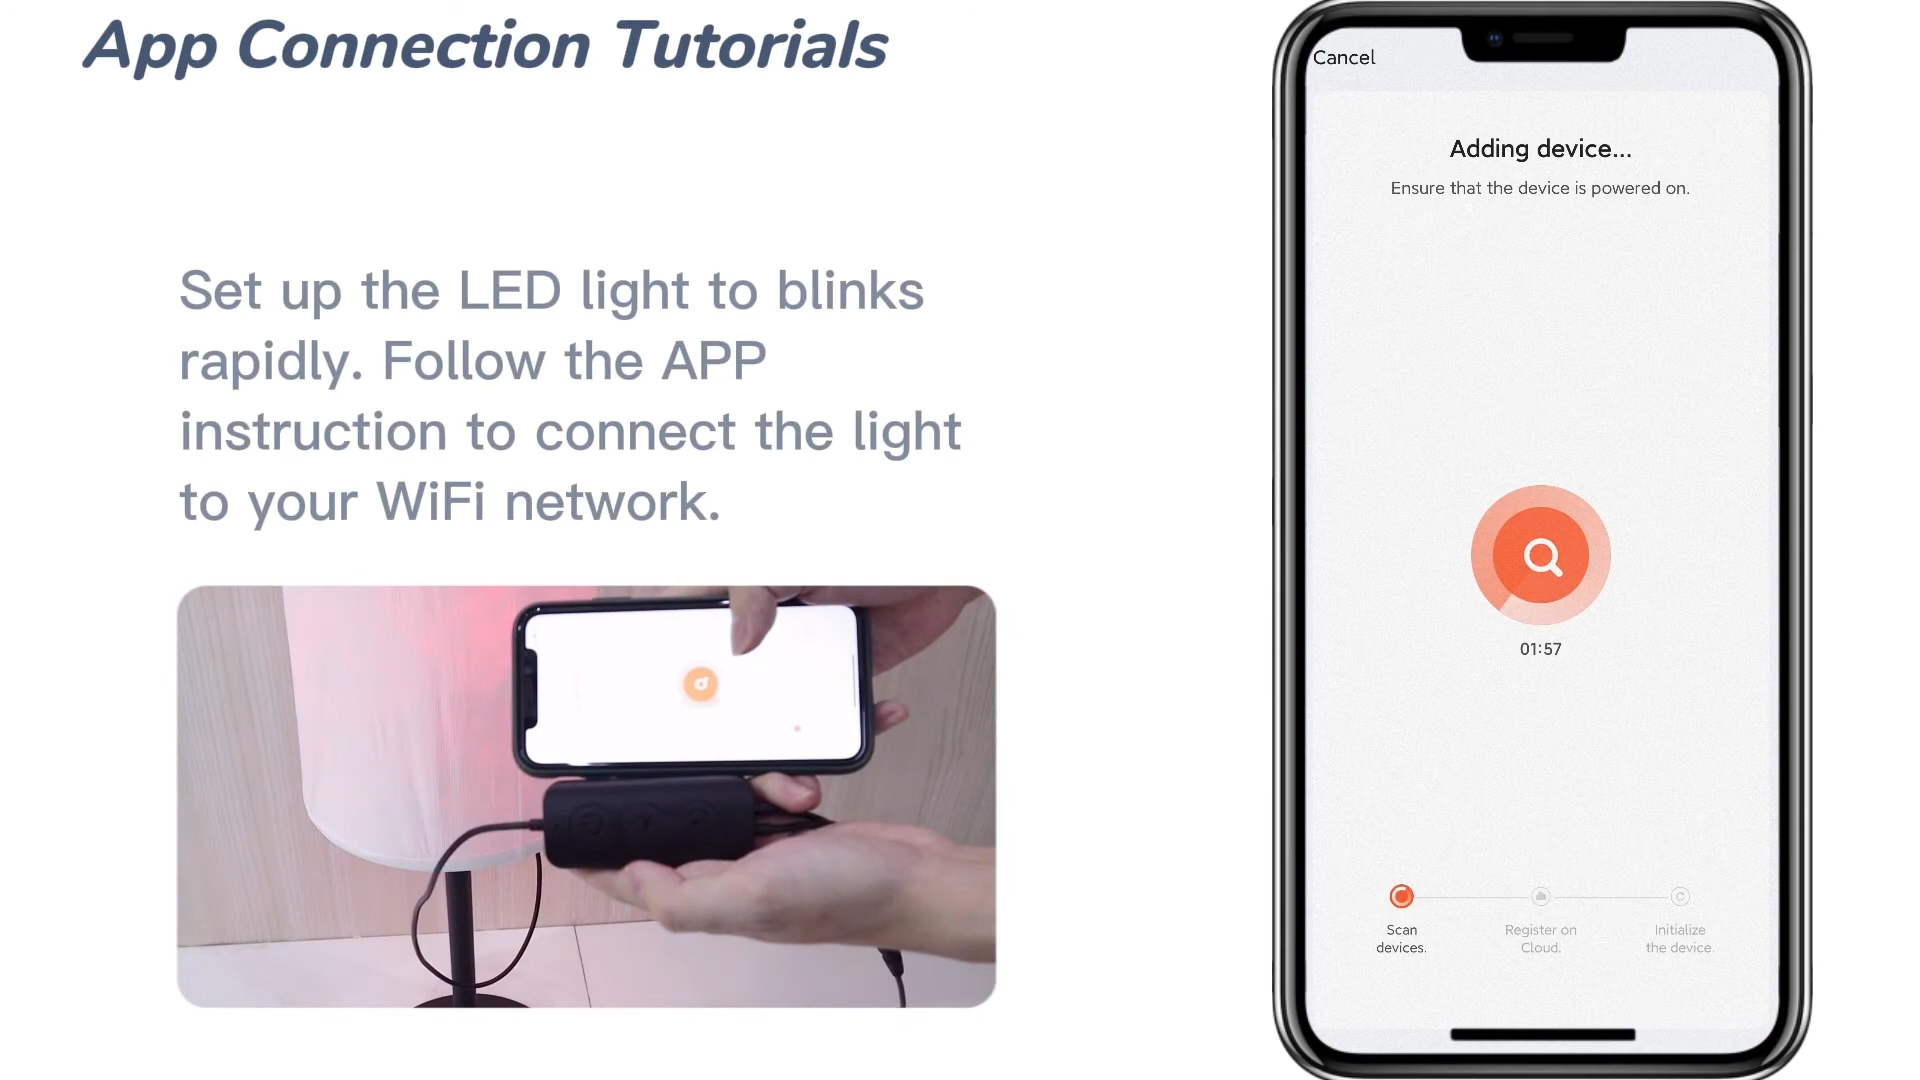 App Connection Tutorials
Set up the LED light to blinks
rapidly. Follow the APP
instruction to connect the light
to your WiFi network.
Cancel
Adding device...
Ensure that the device is powered on.
01:57
Scan
devices.
Register on
Cloud.
Initialize
the device.